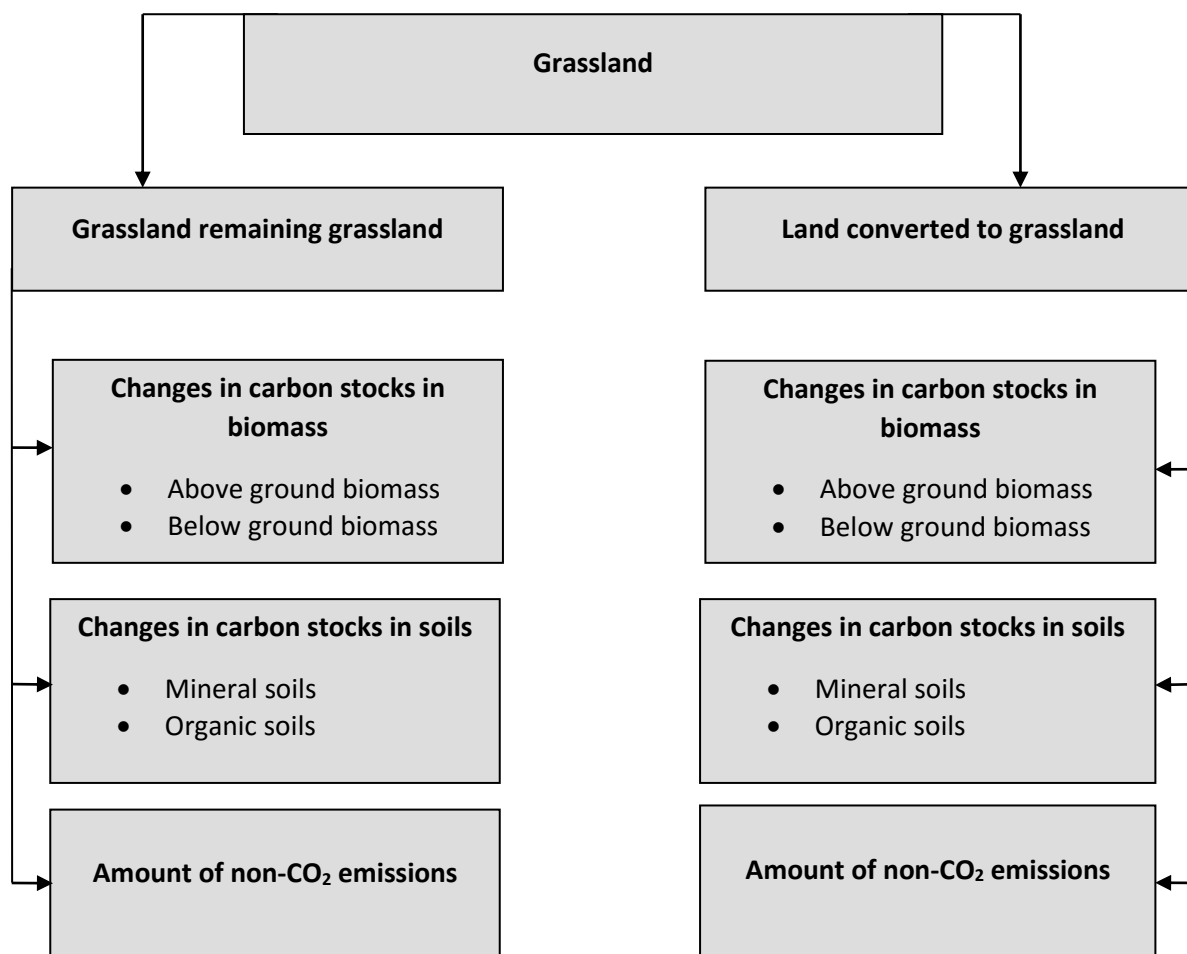 Grassland
Grassland remaining grassland
Land converted to grassland
Changes in carbon stocks in
biomass
• Above ground biomass
• Below ground biomass
Changes in carbon stocks in
biomass
• Above ground biomass
• Below ground biomass
Changes in carbon stocks in soils
• Mineral soils
• Organic soils
Changes in carbon stocks in soils
• Mineral soils
• Organic soils
Amount of non-CO₂ emissions
Amount of non-CO₂ emissions